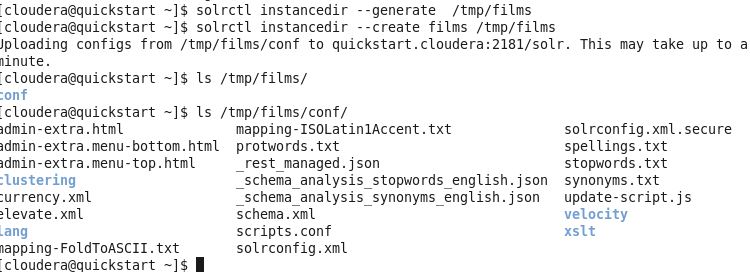 [cloudera@quickstart ~]$ solrctl instancedir --generate  /tmp/films
[cloudera@quickstart ~]$ solrctl instancedir --create films /tmp/films
Uploading configs from /tmp/films/conf to quickstart.cloudera:2181/solr. This may take up to a
minute.
[cloudera@quickstart ~]$ ls /tmp/films/
conf
[cloudera@quickstart ~]$ ls /tmp/films/conf/
admin-extra.html mapping-ISOLatin1Accent.txt solrconfig.xml.secure
admin-extra.menu-bottom.html protwords.txt spellings.txt
admin-extra.menu-top.html _rest_managed.json stopwords.txt
clustering _schema_analysis_stopwords_english.json synonyms.txt
currency.xml _schema_analysis_synonyms_english.json update-script.js
elevate.xml schema.xml velocity
lang scripts.conf xslt
mapping-FoldToASCII.txt solrconfig.xml
[cloudera@quickstart ~]$